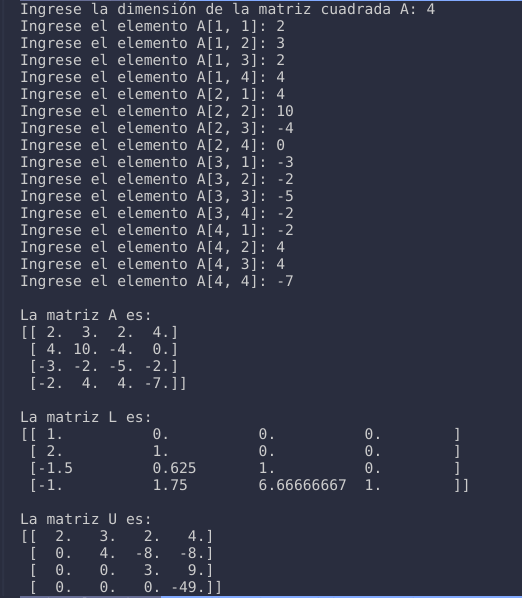 Ingrese la dimensión de la matriz cuadrada A: 4
Ingrese el elemento A[1, 1]: 2
Ingrese el elemento A[1, 2]: 3
Ingrese el elemento A[1, 3]: 2
Ingrese el elemento A[1, 4]: 4
Ingrese el elemento A[2, 1]: 4
Ingrese el elemento A[2, 2]: 10
Ingrese el elemento A[2, 3]: -4
Ingrese el elemento A[2, 4]: 0
Ingrese el elemento A[3, 1]: -3
Ingrese el elemento A[3, 2]: -2
Ingrese el elemento A[3, 3]: -5
Ingrese el elemento A[3, 4]: -2
Ingrese el elemento A[4, 1]: -2
Ingrese el elemento A[4, 2]: 4
Ingrese el elemento A[4, 3]: 4
Ingrese el elemento A[4, 4]: -7

La matriz A es:
[[ 2.  3.  2.  4.]
 [ 4. 10. -4.  0.]
 [-3. -2. -5. -2.]
 [-2.  4.  4. -7.]]

La matriz L es:
[[ 1.          0.          0.          0.        ]
 [ 2.          1.          0.          0.        ]
 [-1.5         0.625       1.          0.        ]
 [-1.          1.75        6.66666667  1.        ]]

La matriz U es:
[[  2.   3.   2.   4.]
 [  0.   4.  -8.  -8.]
 [  0.   0.   3.   9.]
 [  0.   0.   0. -49.]]